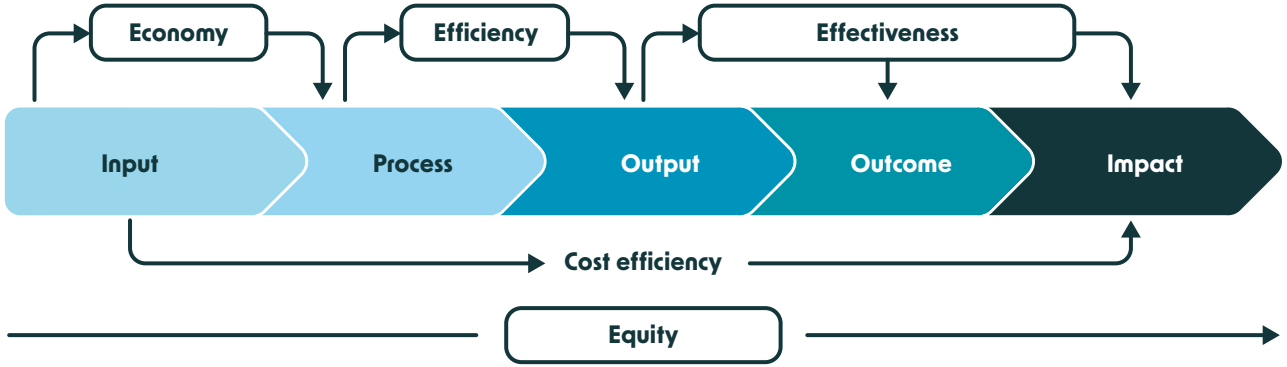 Economy
Efficiency
Effectiveness
Input
Process
Output
Outcome
Impact
Cost efficiency
Equity